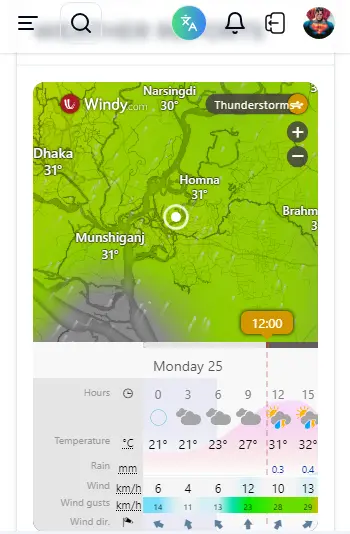 Narsingdi
30°
Windy.com
Thunderstorms
Dhaka
31°
+
−
Homna
31°
Brahm
3
Munshiganj
31°
12:00
Monday 25
Hours 0 3 6 9 12 15
Temperature °C 21° 21° 23° 27° 31° 32°
Rain mm 0.3 0.4
Wind km/h 6 4 6 12 10 13
Wind gusts km/h 14 11 13 23 28 29
Wind dir.